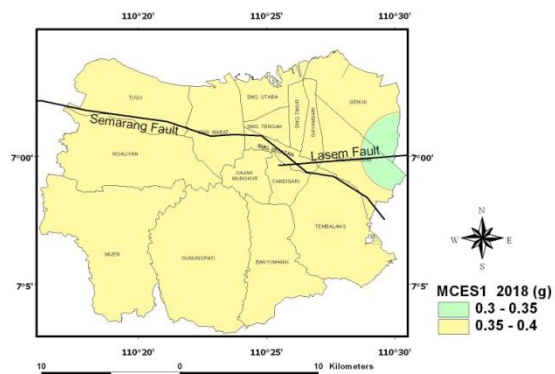 110°20' 110°25' 110°30'
TUGU
SMG. UTARA
GENUK
SMG. TIMUR
GAYAMSARI
Semarang Fault
SMG. BARAT
SMG. TENGAH
Lasem Fault
7°00' 7°00'
NGALIYAN
SMG. SELATAN
GAJAH
MUNGKUR
CANDISARI
TEMBALANG
N
W E
S
MIJEN
GUNUNGPATI
BANYUMANIK
7°5' 7°5'
MCES1 2018 (g)
0.3 - 0.35
0.35 - 0.4
110°20' 110°25' 110°30'
10 0 10 Kilometers